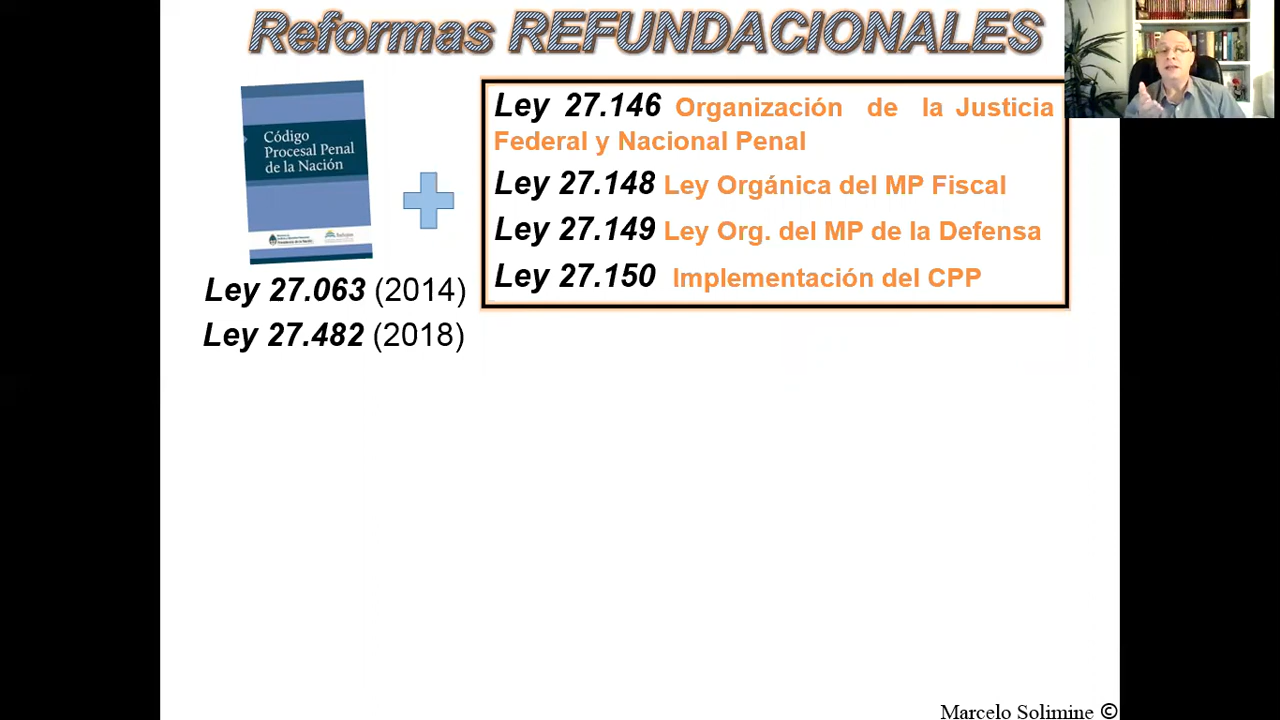 Reformas REFUNDACIONALES
Código
Procesal Penal
de la Nación
Ley 27.063 (2014)
Ley 27.482 (2018)
Ley 27.146 Organización de la Justicia
Federal y Nacional Penal
Ley 27.148 Ley Orgánica del MP Fiscal
Ley 27.149 Ley Org. del MP de la Defensa
Ley 27.150 Implementación del CPP
Marcelo Solimine ©